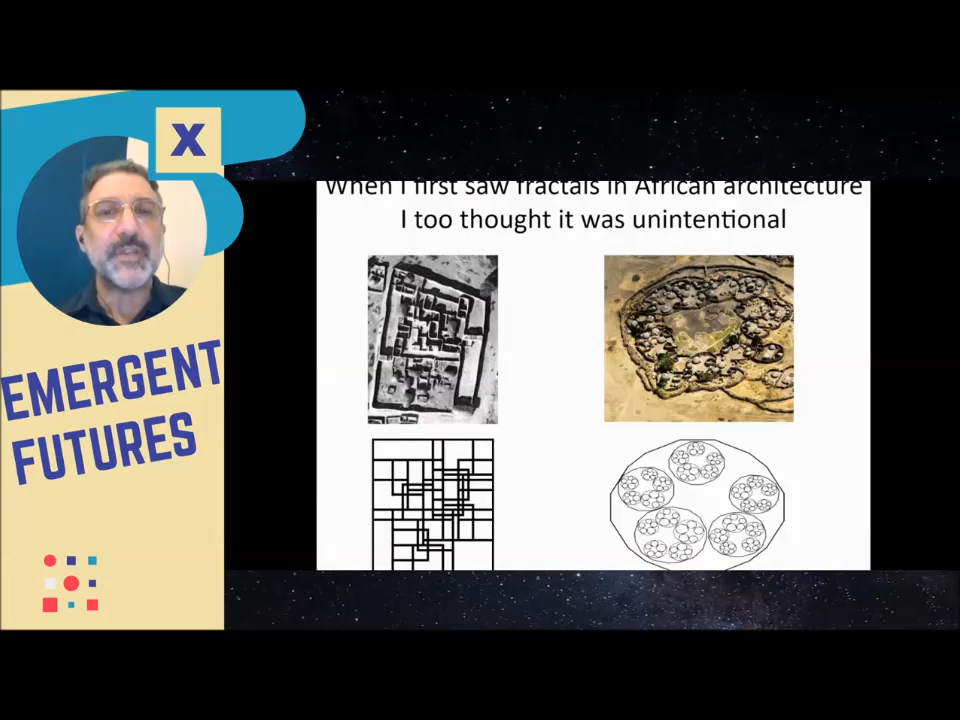 X
EMERGENT
FUTURES
When I first saw fractals in African architecture
I too thought it was unintentional